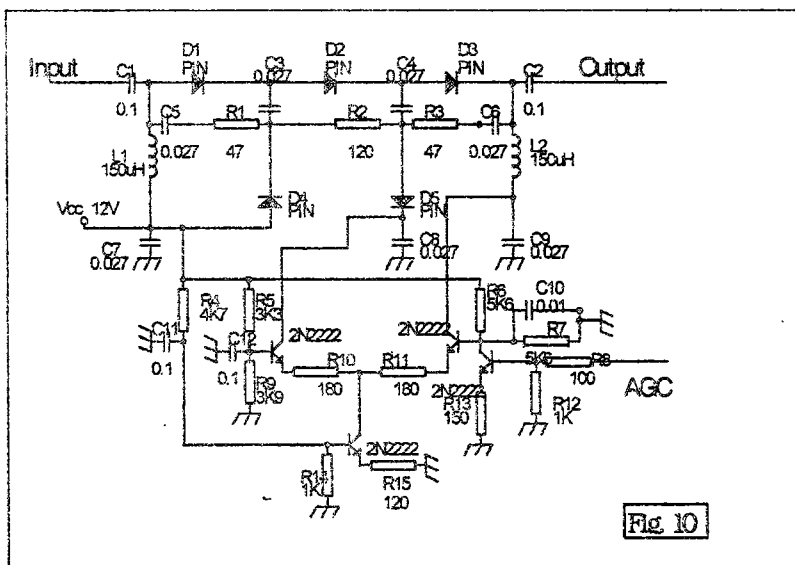 Input
C1
0.1
D1
PIN
C3
0.027
D2
PIN
C4
0.027
D3
PIN
C2
0.1
Output
C5
0.027
R1
47
R2
120
R3
47
C6
0.027
L1
150uH
L2
150uH
D4
PIN
D5
PIN
Vcc 12V
C7
0.027
C8
0.027
C9
0.027
R4
4K7
R5
3K3
R6
5K6
C10
0.01
R7
5K6
R8
100
AGC
C11
0.1
C12
0.1
R9
3K9
2N2222
R10
180
R11
180
2N2222
2N2222
R13
150
R12
1K
2N2222
R15
120
1K
Fig 10